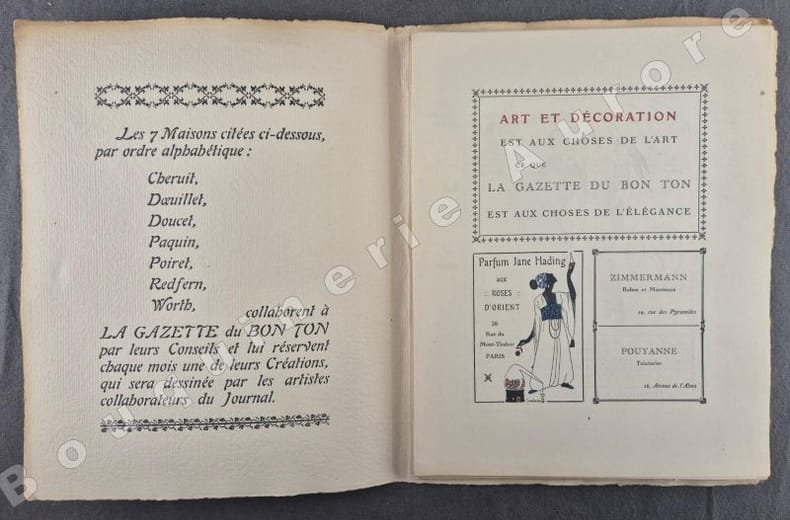 Les 7 Maisons citées ci-dessous,
par ordre alphabétique :
Cheruit,
Dœuillet,
Doucet,
Paquin,
Poiret,
Redfern,
Worth, collaborent à
LA GAZETTE du BON TON
par leurs Conseils et lui réservent
chaque mois une de leurs Créations,
qui sera dessinée par les artistes
collaborateurs du Journal.
ART ET DÉCORATION
EST AUX CHOSES DE L'ART
CE QUE
LA GAZETTE DU BON TON
EST AUX CHOSES DE L'ÉLÉGANCE
Parfum Jane Hading
AUX
ROSES
D'ORIENT
Rue du
Mont-Thabor
PARIS
ZIMMERMANN
Robes et Manteaux
10, rue des Pyramides
POUYANNE
Teinturier
16, Avenue de l'Alma
Bouquinerie Aurore